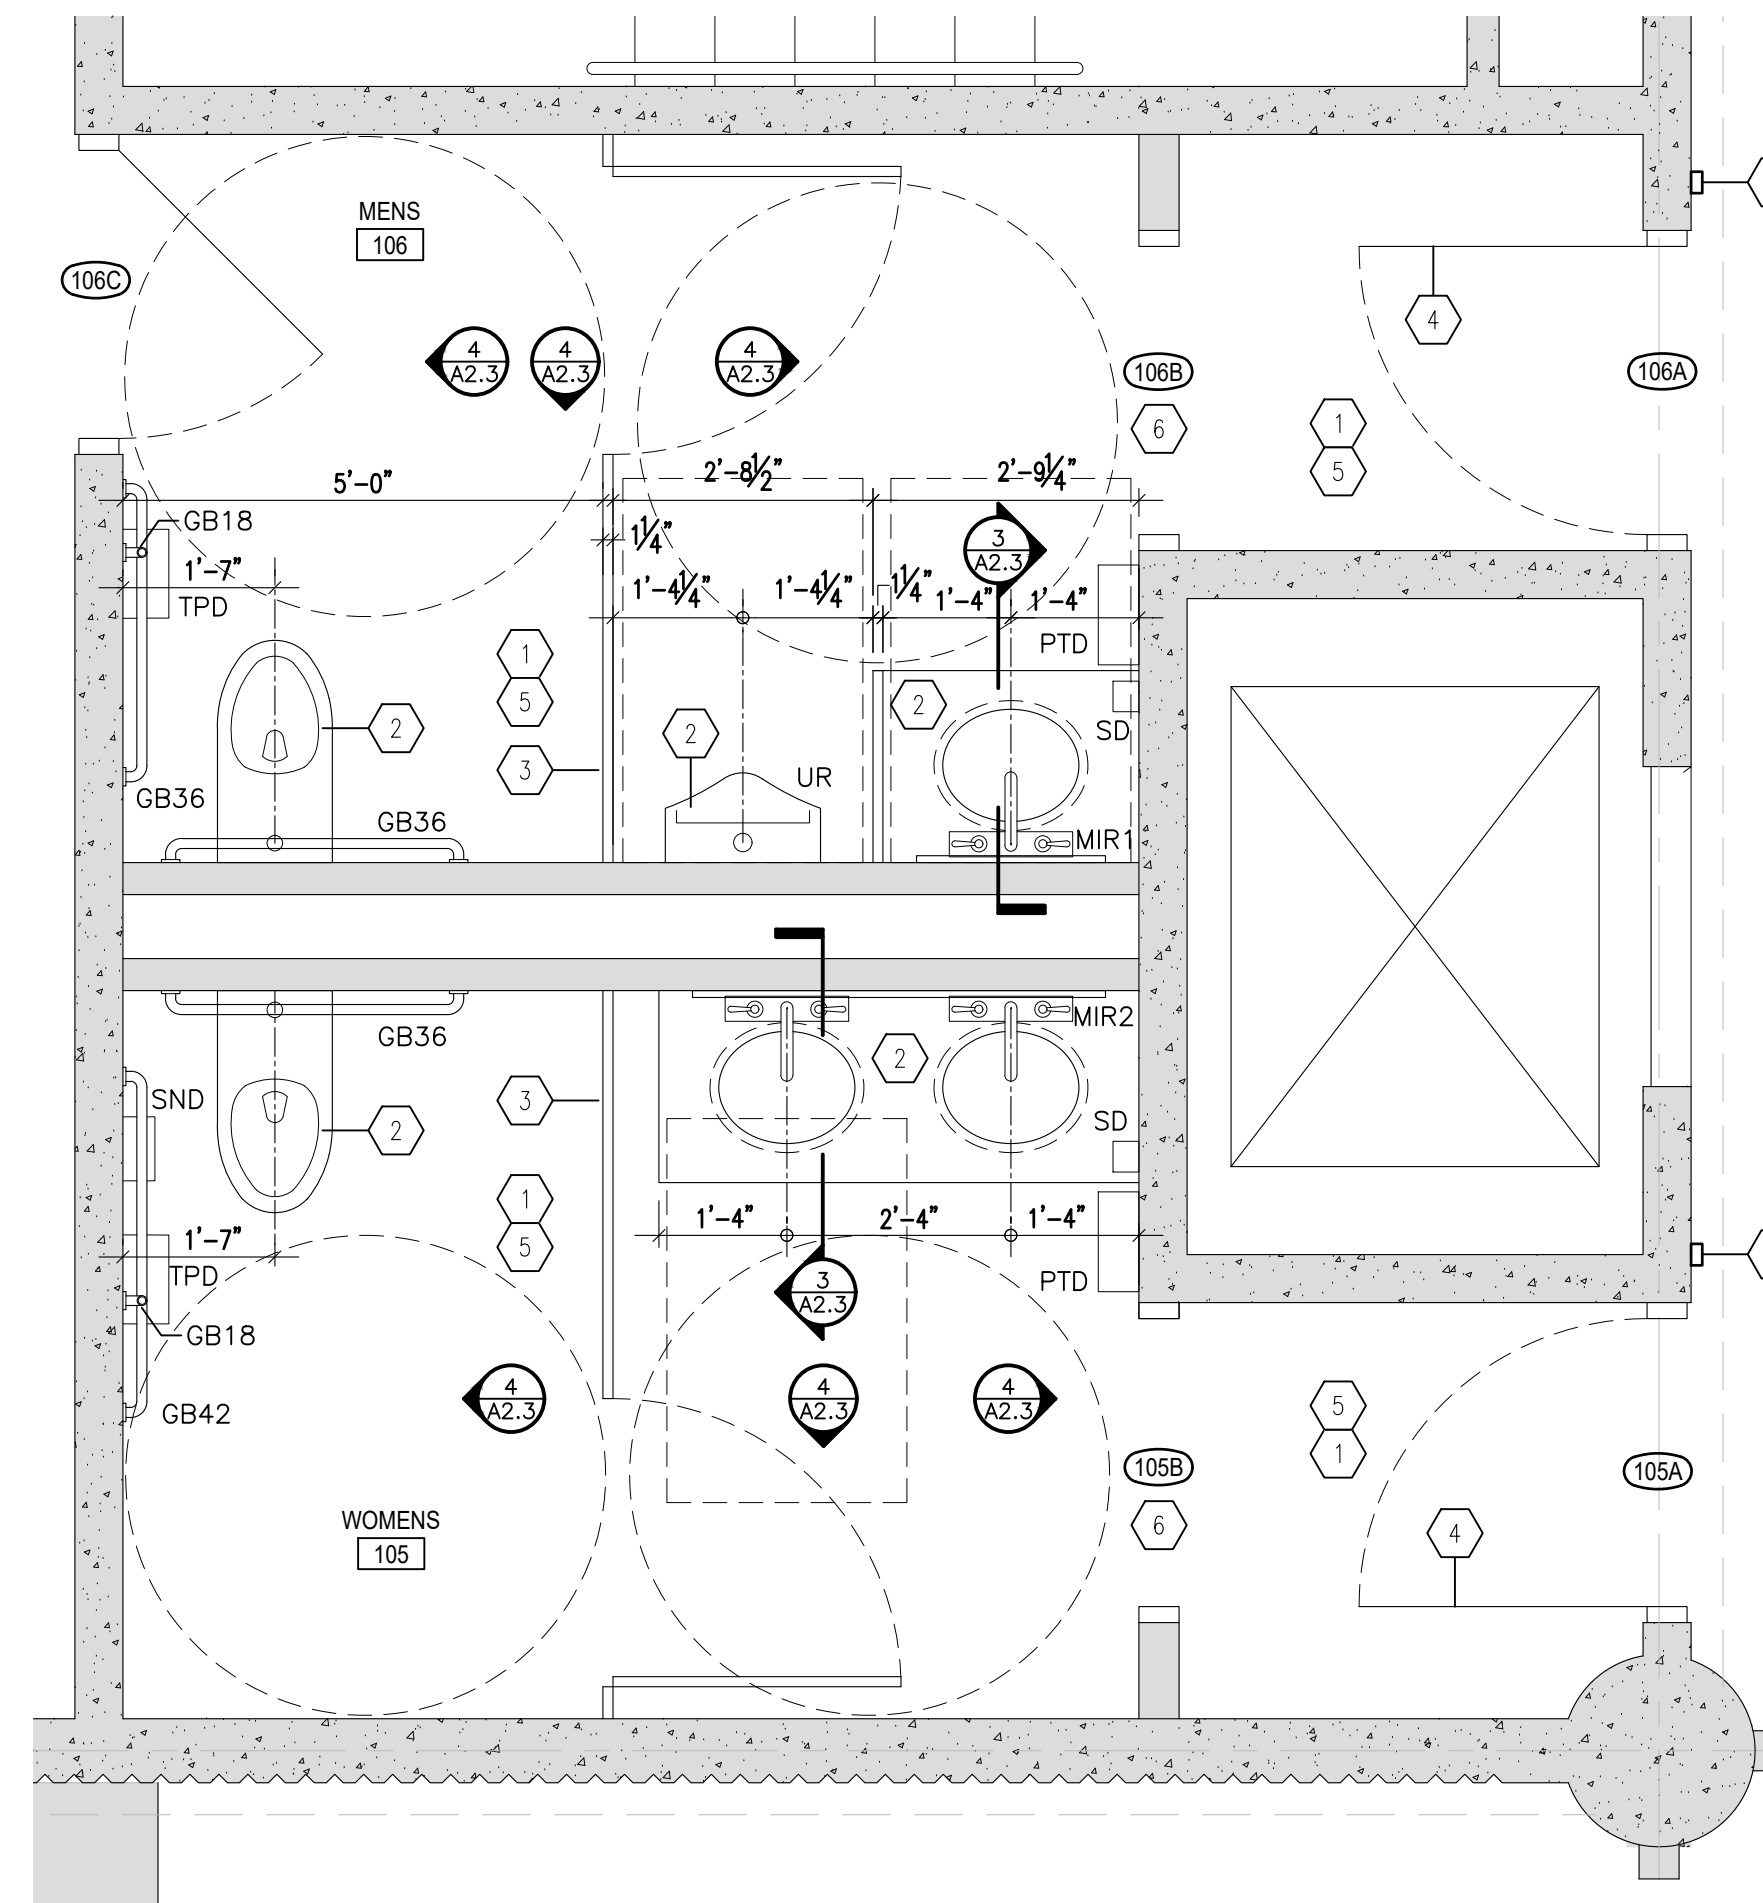 MENS
106
106C
4
A2.3
4
A2.3
4
A2.3
4
106B
106A
6
1
5
5'-0"
2'-8½"
2'-9¼"
GB18
1¼"
3
A2.3
1'-7"
1'-4¼"
1'-4¼"
1¼"
1'-4"
1'-4"
TPD
PTD
1
5
2
2
2
SD
3
UR
GB36
GB36
MIR1
GB36
MIR2
2
SND
3
2
SD
1
5
1'-4"
2'-4"
1'-4"
1'-7"
TPD
PTD
3
A2.3
GB18
4
A2.3
4
A2.3
4
A2.3
GB42
5
1
105B
105A
6
4
WOMENS
105